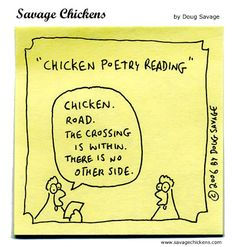 Savage Chickens
by Doug Savage
"CHICKEN POETRY READING"
CHICKEN.
ROAD.
THE CROSSING
IS WITHIN.
THERE IS NO
OTHER SIDE.
©2006 BY DOUG SAVAGE
www.savagechickens.com